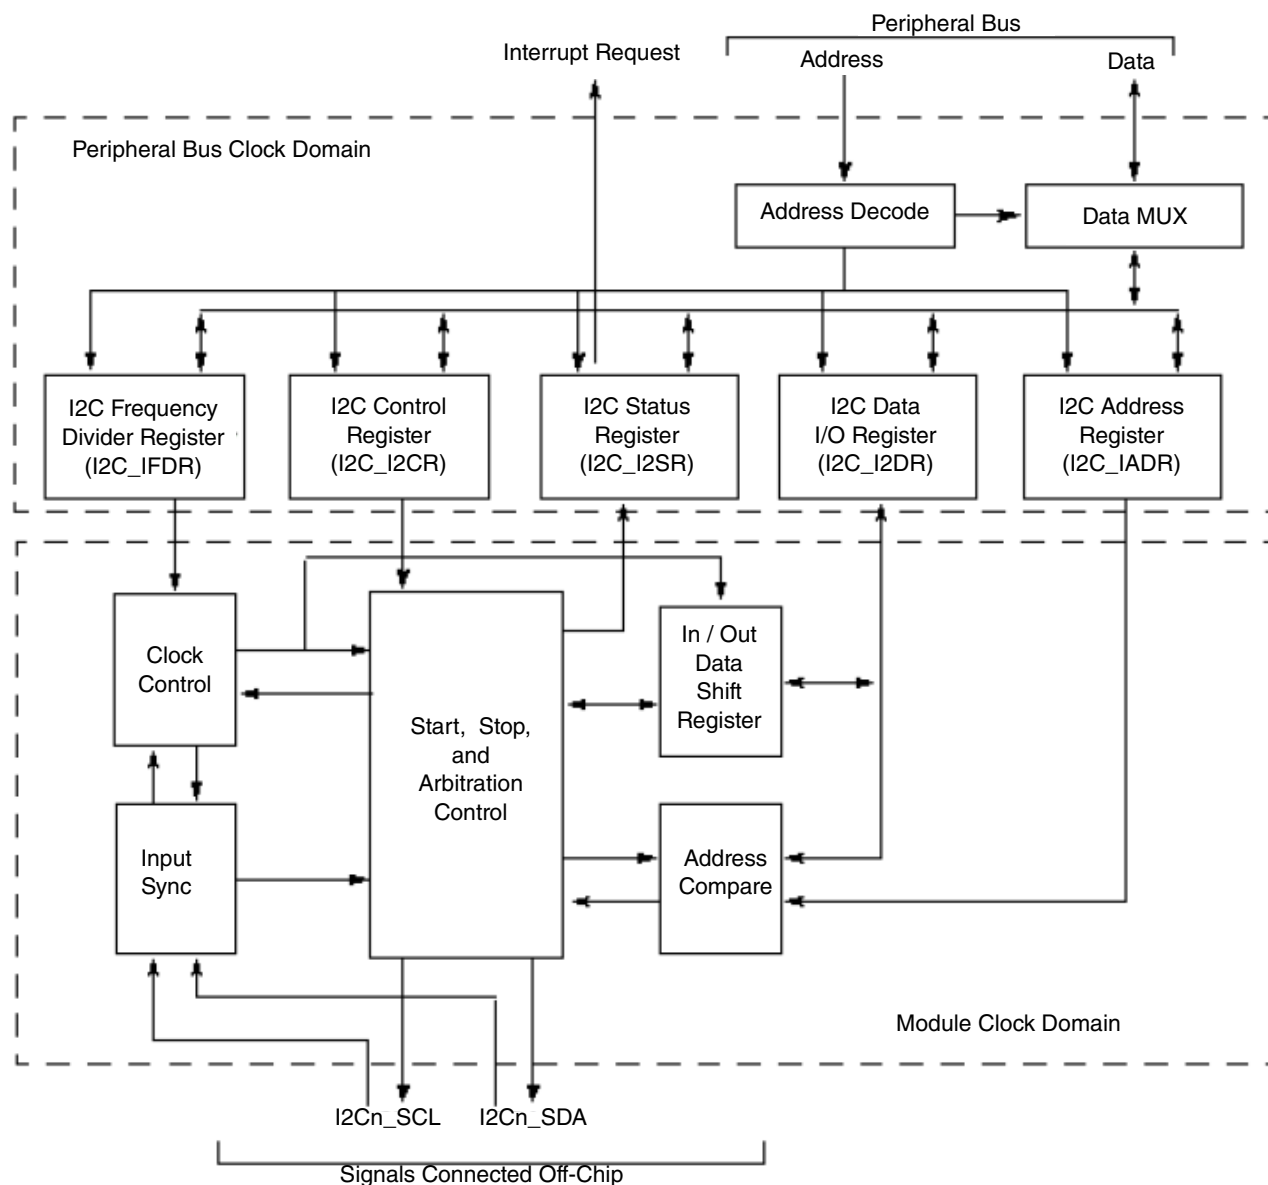 Peripheral Bus
Interrupt Request
Address
Data
Peripheral Bus Clock Domain
Address Decode
Data MUX
I2C Frequency
Divider Register
(I2C_IFDR)
I2C Control
Register
(I2C_I2CR)
I2C Status
Register
(I2C_I2SR)
I2C Data
I/O Register
(I2C_I2DR)
I2C Address
Register
(I2C_IADR)
Clock
Control
Start, Stop,
and
Arbitration
Control
In / Out
Data
Shift
Register
Input
Sync
Address
Compare
Module Clock Domain
I2Cn_SCL
I2Cn_SDA
Signals Connected Off-Chip